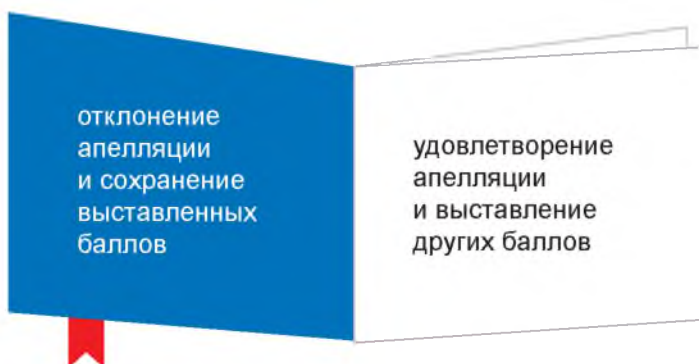 отклонение
апелляции
и сохранение
выставленных
баллов
удовлетворение
апелляции
и выставление
других баллов